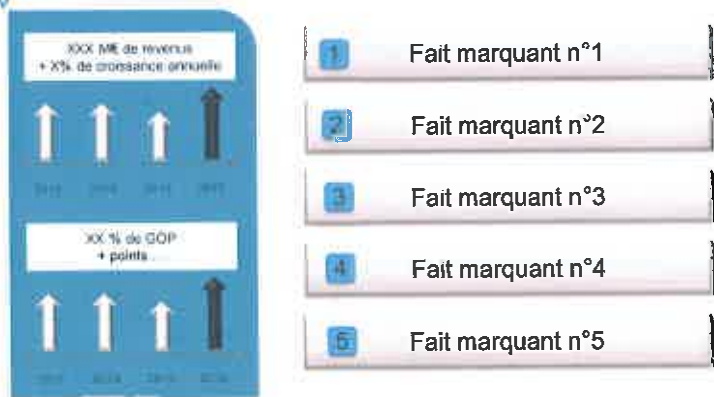 XXX M€ de revenus
+ X% de croissance annuelle
XX % de GOP
+ points...
1 Fait marquant n°1
2 Fait marquant n°2
3 Fait marquant n°3
4 Fait marquant n°4
5 Fait marquant n°5